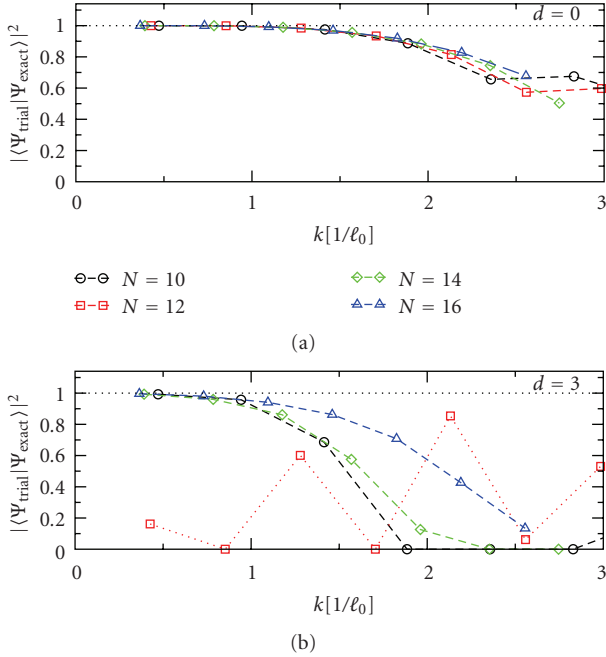 d = 0
1
0.8
0.6
0.4
0.2
0
|⟨Ψtrial|Ψexact⟩|²
0 1 2 3
k[1/ℓ0]
N = 10
N = 12
N = 14
N = 16
(a)
d = 3
1
0.8
0.6
0.4
0.2
0
|⟨Ψtrial|Ψexact⟩|²
0 1 2 3
k[1/ℓ0]
(b)